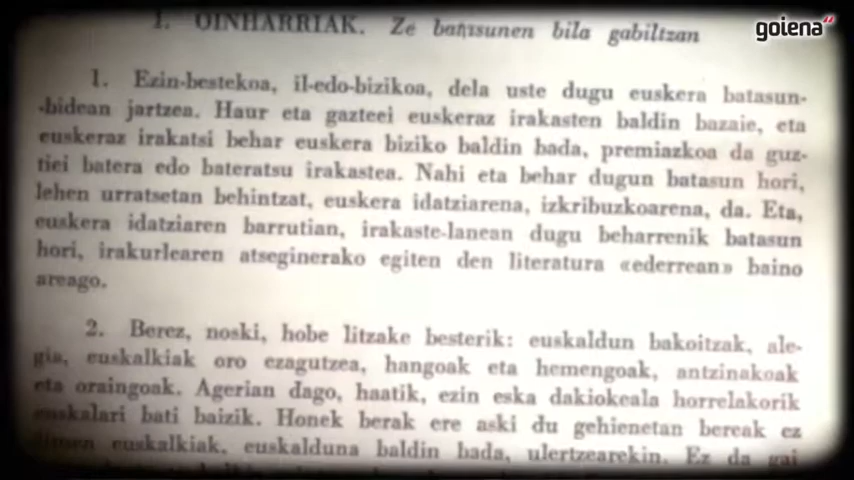 goiena
I. OINHARRIAK. Ze batasunen bila gabiltzan
1. Ezin-bestekoa, il-edo-bizikoa, dela uste dugu euskera batasun-
-bidean jartzea. Haur eta gazteei euskeraz irakasten baldin bazaie, eta
euskeraz irakatsi behar euskera biziko baldin bada, premiazkoa da guz-
tiei batera edo bateratsu irakastea. Nahi eta behar dugun batasun hori,
lehen urratsetan behintzat, euskera idatziarena, izkribuzkoarena, da. Eta,
euskera idatziaren barrutian, irakaste-lanean dugu beharrenik batasun
hori, irakurlearen atseginerako egiten den literatura «ederrean» baino
areago.
2. Berez, noski, hobe litzake besterik: euskaldun bakoitzak, ale-
gia, euskalkiak oro ezagutzea, hangoak eta hemengoak, antzinakoak
eta oraingoak. Agerian dago, haatik, ezin eska dakiokeala horrelakorik
euskalari bati baizik. Honek berak ere aski du gehienetan bereak ez
diren euskalkiak, euskalduna baldin bada, ulertzearekin. Ez da gai